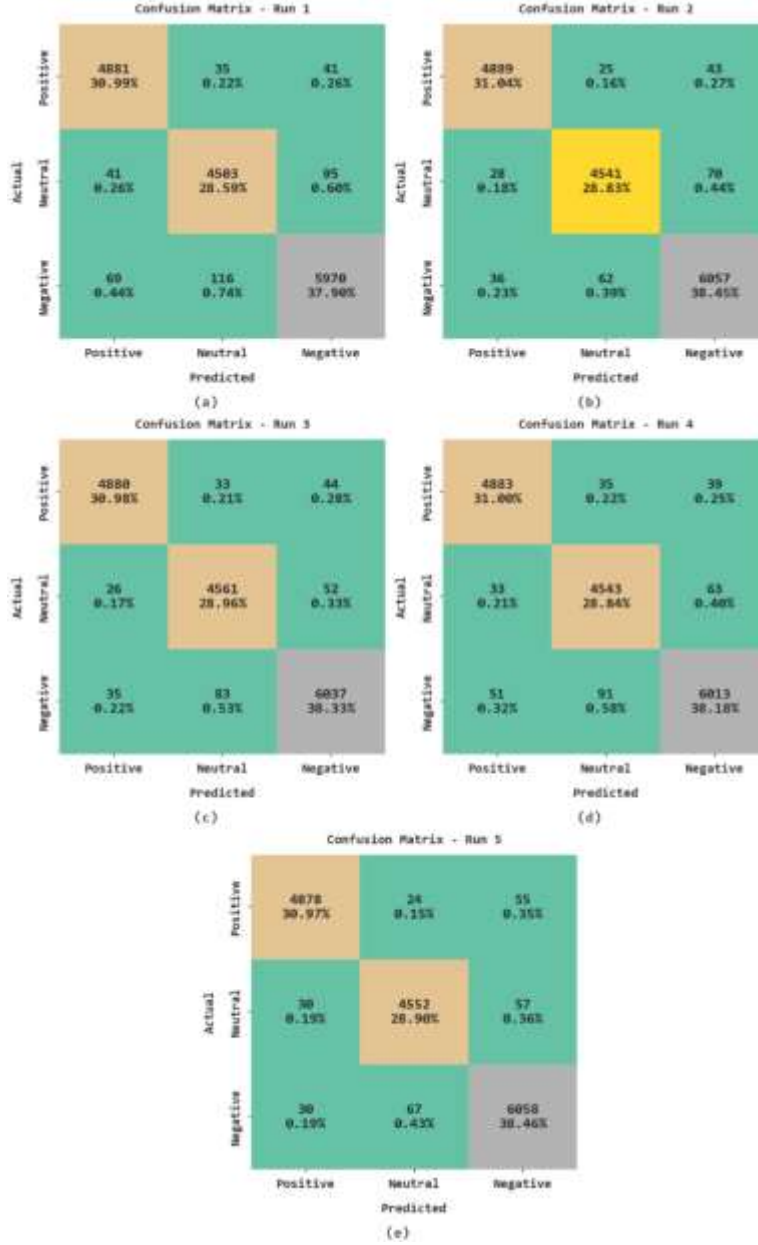 Confusion Matrix - Run 1
Actual
Positive
4881 35 41
30.99% 0.22% 0.26%
Neutral
41 4503 95
0.26% 28.59% 0.60%
Negative
69 116 5970
0.44% 0.74% 37.90%
Positive Neutral Negative
Predicted
(a)
Confusion Matrix - Run 2
Actual
Positive
4889 25 43
31.04% 0.16% 0.27%
Neutral
28 4541 70
0.18% 28.83% 0.44%
Negative
36 62 6057
0.23% 0.39% 38.45%
Positive Neutral Negative
Predicted
(b)
Confusion Matrix - Run 3
Actual
Positive
4880 33 44
30.98% 0.21% 0.28%
Neutral
26 4561 52
0.17% 28.96% 0.33%
Negative
35 83 6037
0.22% 0.53% 38.33%
Positive Neutral Negative
Predicted
(c)
Confusion Matrix - Run 4
Actual
Positive
4883 35 39
31.00% 0.22% 0.25%
Neutral
33 4543 63
0.21% 28.84% 0.40%
Negative
51 91 6013
0.32% 0.58% 38.18%
Positive Neutral Negative
Predicted
(d)
Confusion Matrix - Run 5
Actual
Positive
4878 24 55
30.97% 0.15% 0.35%
Neutral
30 4552 57
0.19% 28.90% 0.36%
Negative
30 67 6058
0.19% 0.43% 38.46%
Positive Neutral Negative
Predicted
(e)